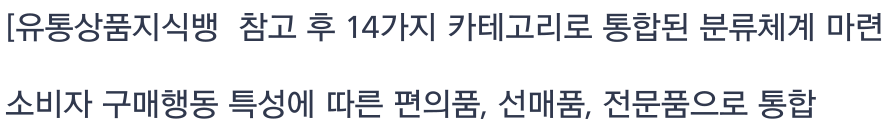 [유통상품지식뱅  참고 후 14가지 카테고리로 통합된 분류체계 마련
소비자 구매행동 특성에 따른 편의품, 선매품, 전문품으로 통합